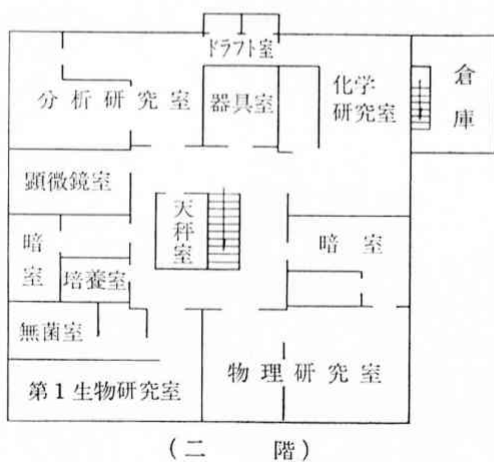 ドラフト室
分析研究室
器具室
化学
研究室
倉庫
顕微鏡室
天秤室
暗室
暗室
培養室
無菌室
物理研究室
第1生物研究室
(二階)